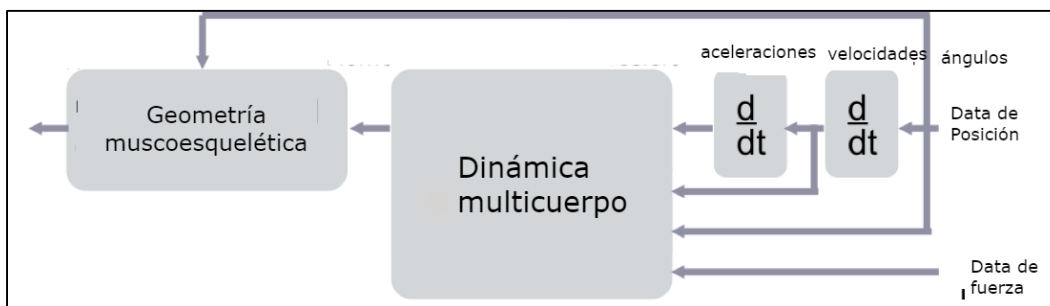 aceleraciones velocidades ángulos
Geometría
muscoesquelética
Dinámica
multicuerpo
d
dt
d
dt
Data de
Posición
Data de
fuerza